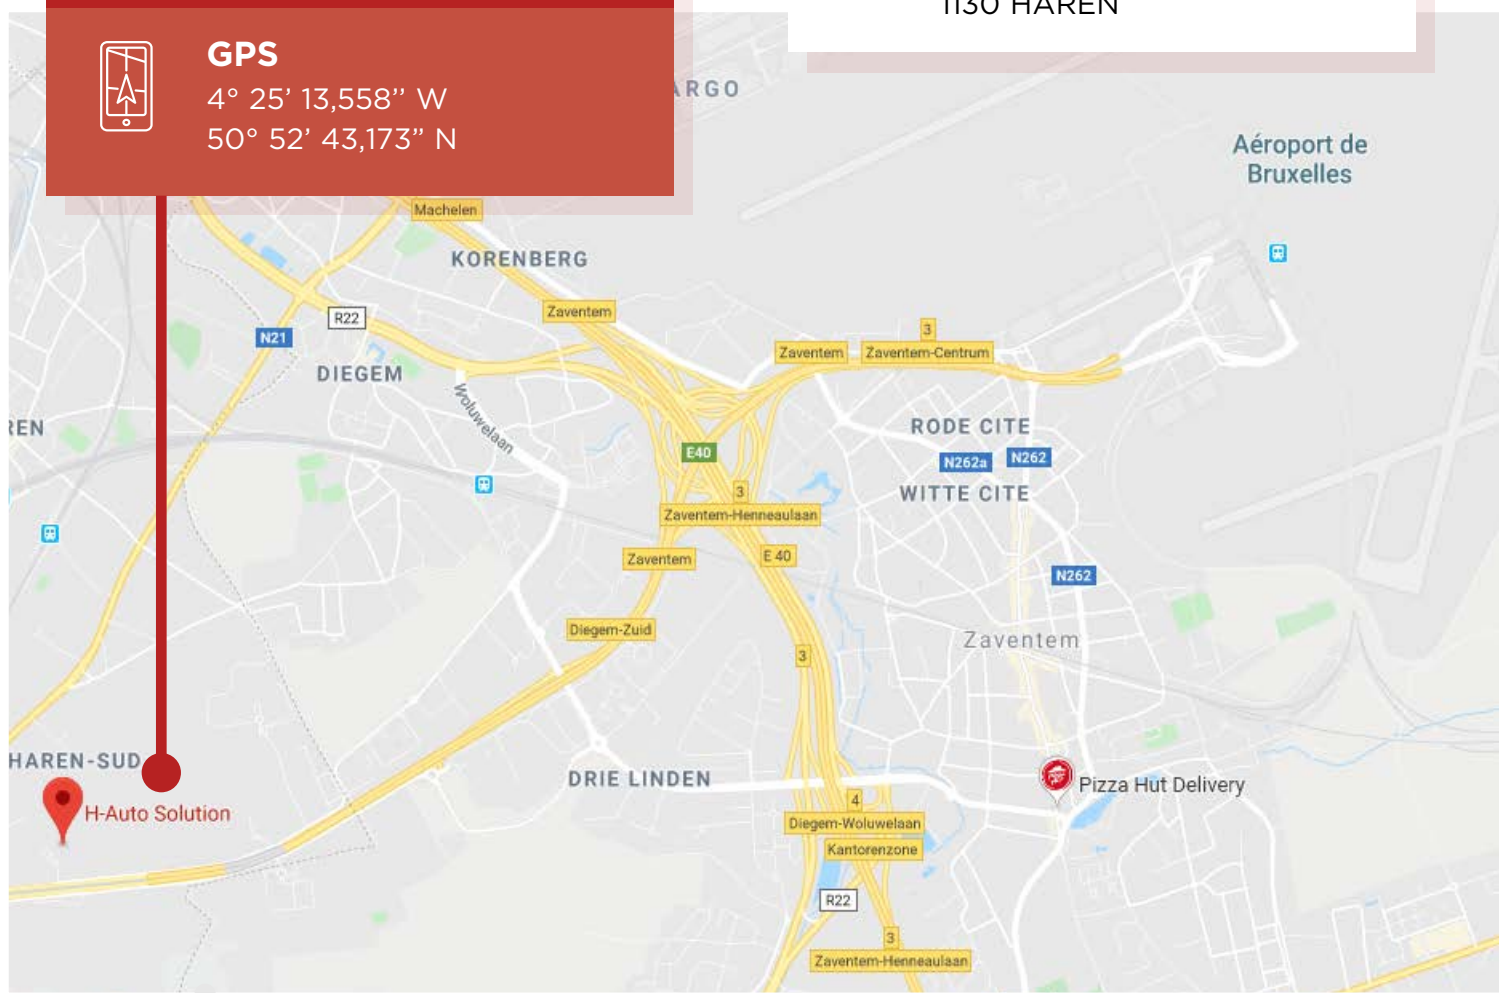 1130 HAREN
GPS
4° 25’ 13,558’’ W
50° 52’ 43,173” N
ARGO
Aéroport de
Bruxelles
Machelen
KORENBERG
Zaventem
R22
N21
3
Zaventem
Zaventem-Centrum
DIEGEM
Woluwelaan
REN
RODE CITE
E40
N262a
N262
3
WITTE CITE
Zaventem-Henneaulaan
Zaventem
E 40
N262
Diegem-Zuid
Zaventem
3
HAREN-SUD
DRIE LINDEN
Pizza Hut Delivery
H-Auto Solution
4
Diegem-Woluwelaan
Kantorenzone
R22
3
Zaventem-Henneaulaan